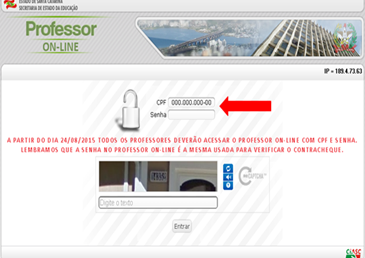 ESTADO DE SANTA CATARINA
SECRETARIA DE ESTADO DA EDUCAÇÃO
Professor
ON-LINE
IP = 189.4.73.63
CPF 000.000.000-00
Senha
A PARTIR DO DIA 24/08/2015 TODOS OS PROFESSORES DEVERÃO ACESSAR O PROFESSOR ON-LINE COM CPF E SENHA.
LEMBRAMOS QUE A SENHA NO PROFESSOR ON-LINE É A MESMA USADA PARA VERIFICAR O CONTRACHEQUE.
Digite o texto
Entrar
CIASC